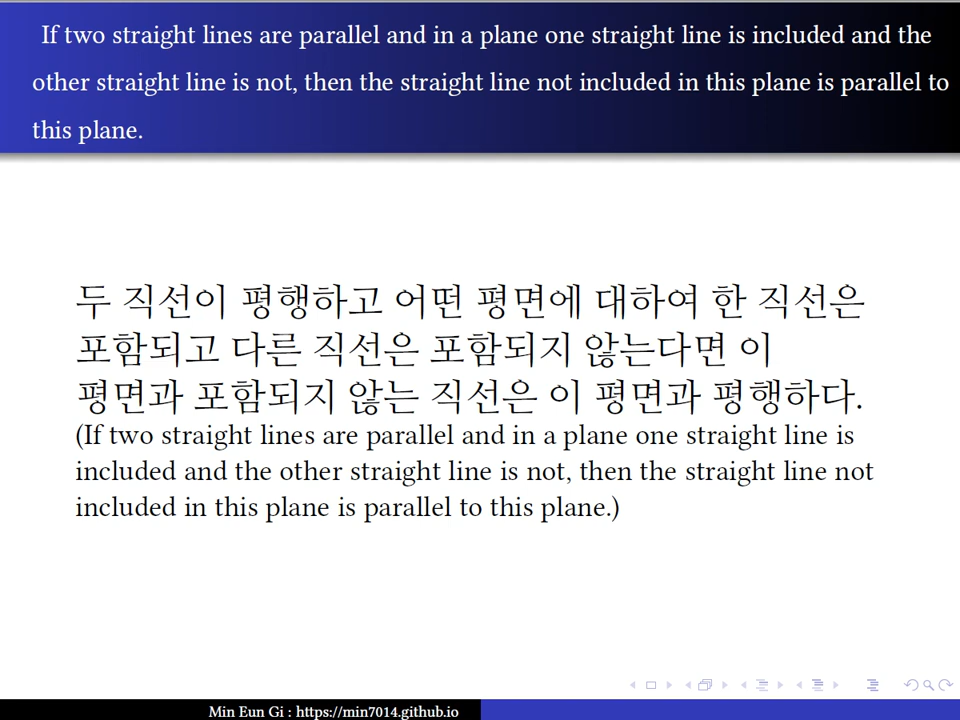 If two straight lines are parallel and in a plane one straight line is included and the
other straight line is not, then the straight line not included in this plane is parallel to
this plane.
두 직선이 평행하고 어떤 평면에 대하여 한 직선은
포함되고 다른 직선은 포함되지 않는다면 이
평면과 포함되지 않는 직선은 이 평면과 평행하다.
(If two straight lines are parallel and in a plane one straight line is
included and the other straight line is not, then the straight line not
included in this plane is parallel to this plane.)
Min Eun Gi : https://min7014.github.io